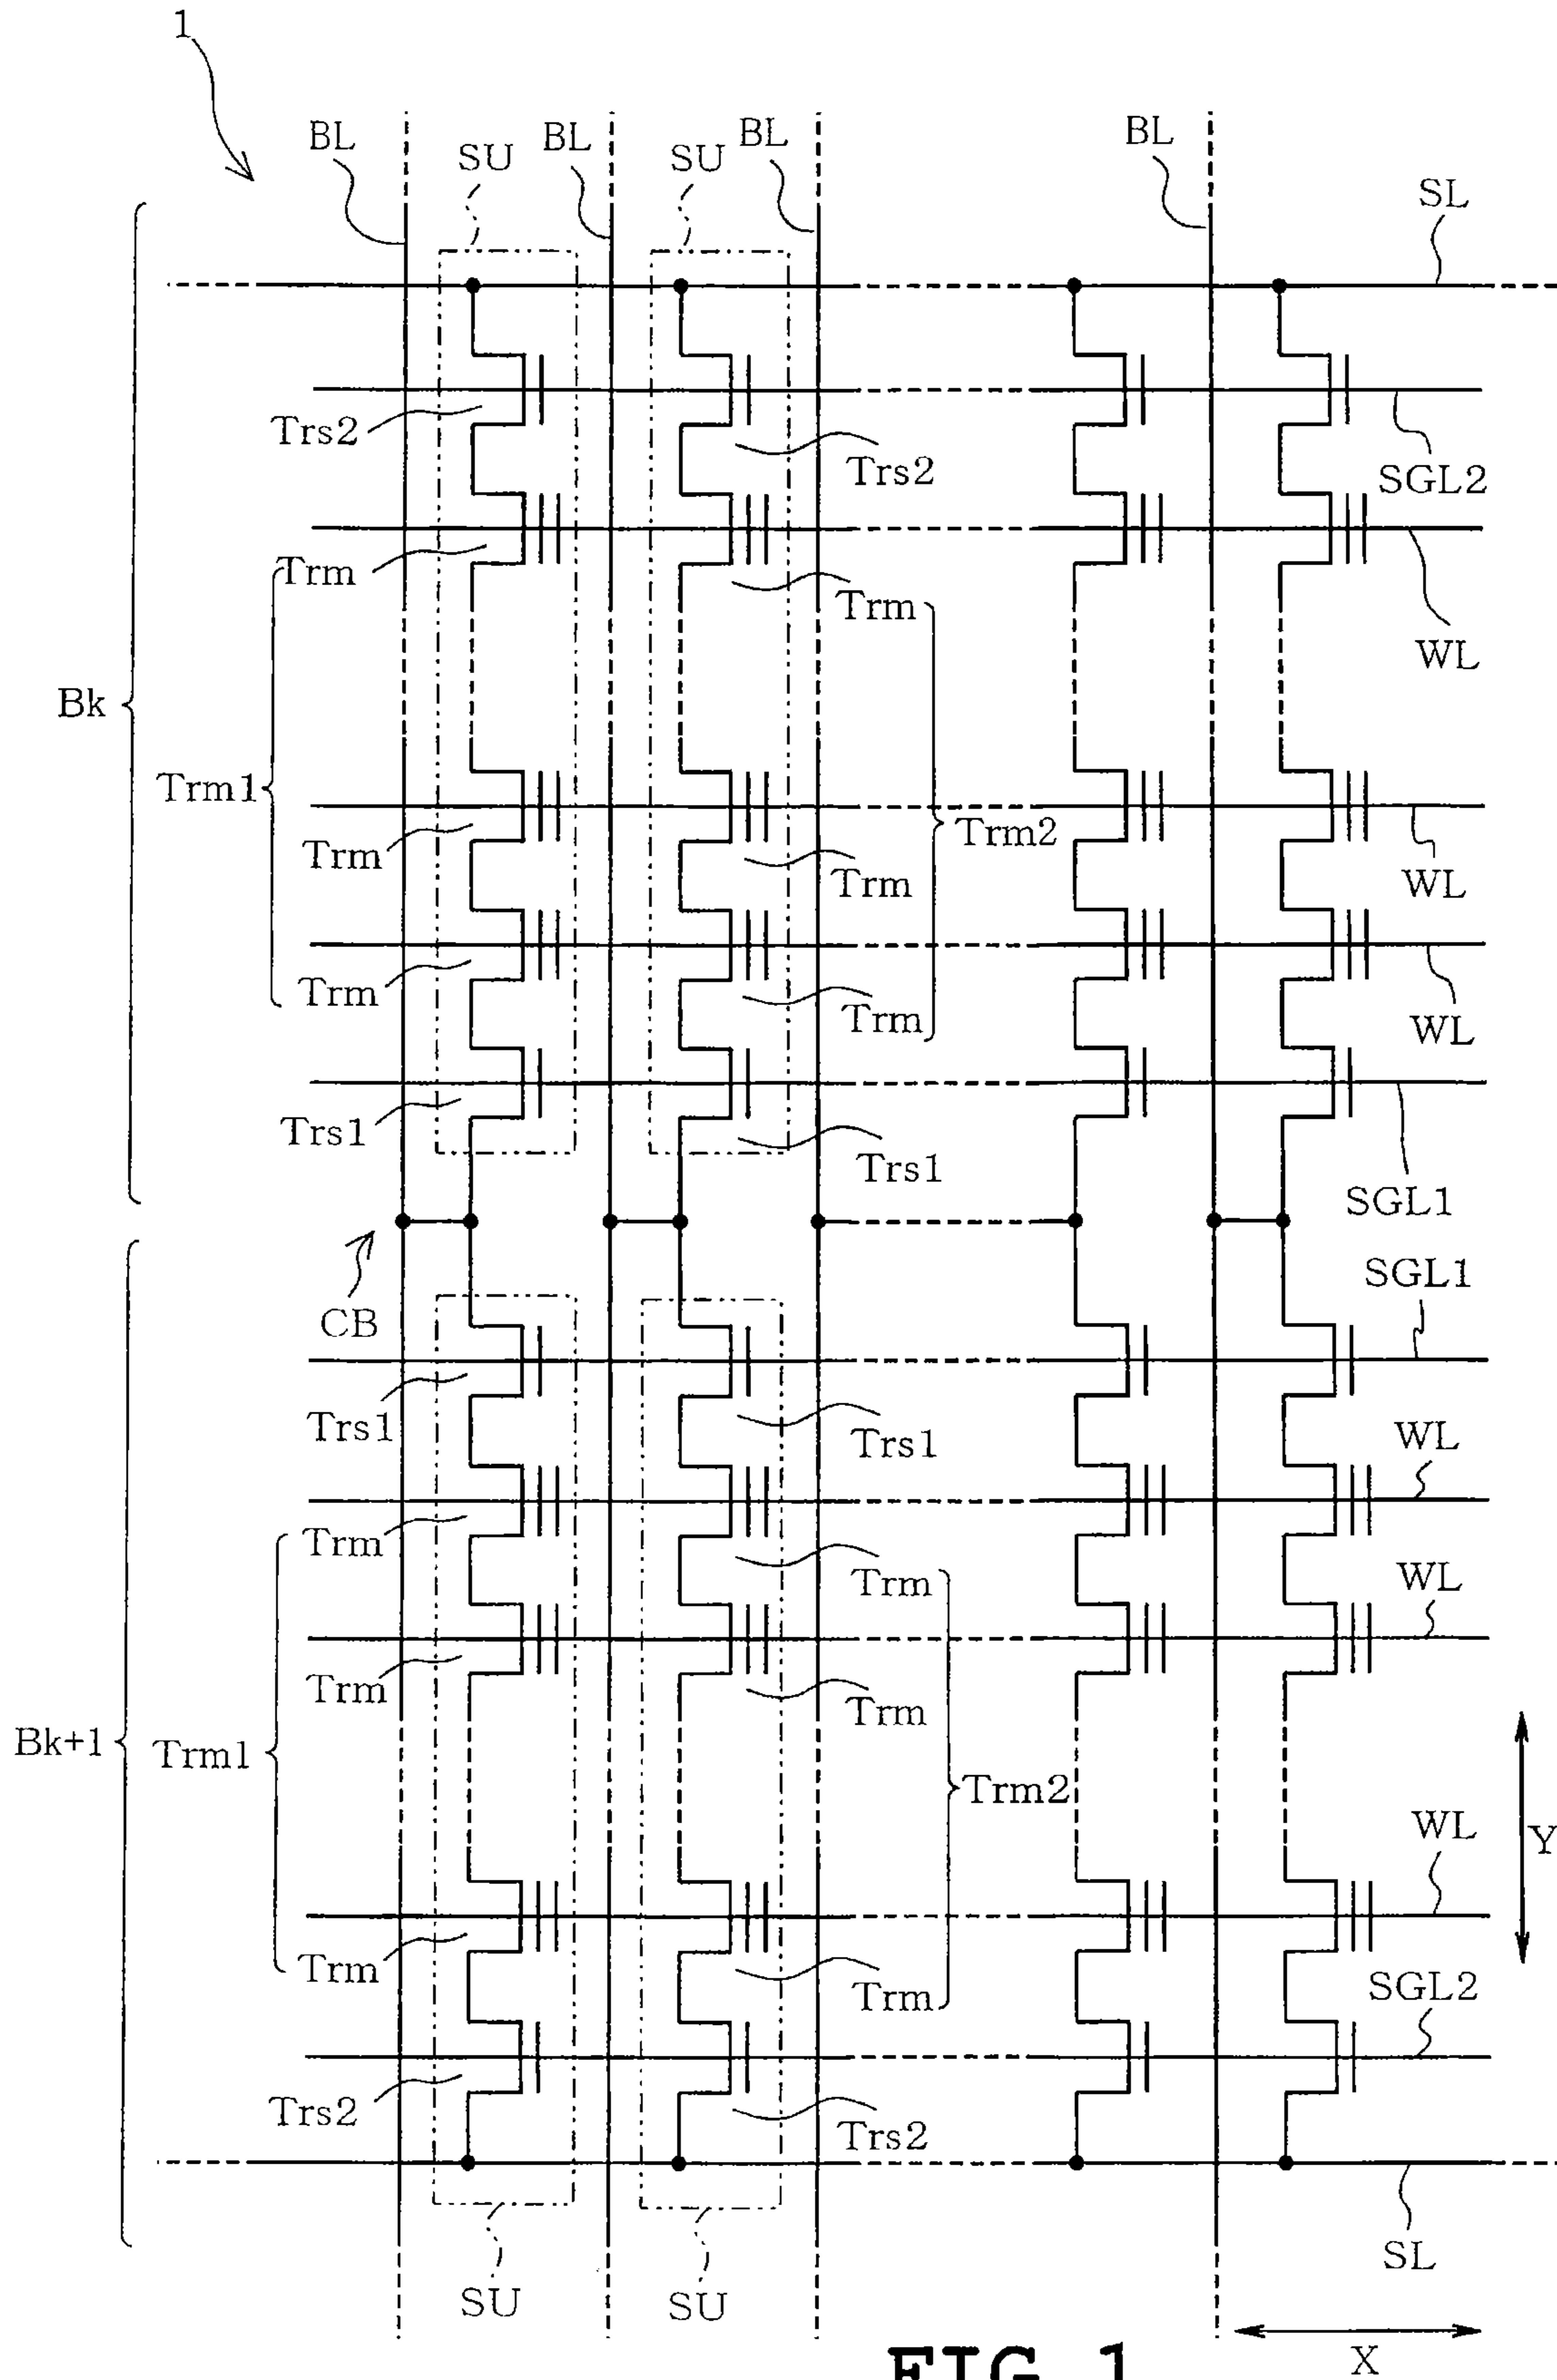 1
BL
SU
BL
SU
BL
BL
SL
Trs2
Trs2
SGL2
Trm
Trm
WL
Bk
Trm1
Trm2
Trm
Trm
WL
Trm
Trm
WL
Trs1
Trs1
SGL1
CB
SGL1
Trs1
Trs1
WL
Trm
Trm
WL
Trm
Trm
Bk+1
Trm1
Trm2
WL
Y
Trm
Trm
SGL2
Trs2
Trs2
SL
SU
SU
X
FIG.1